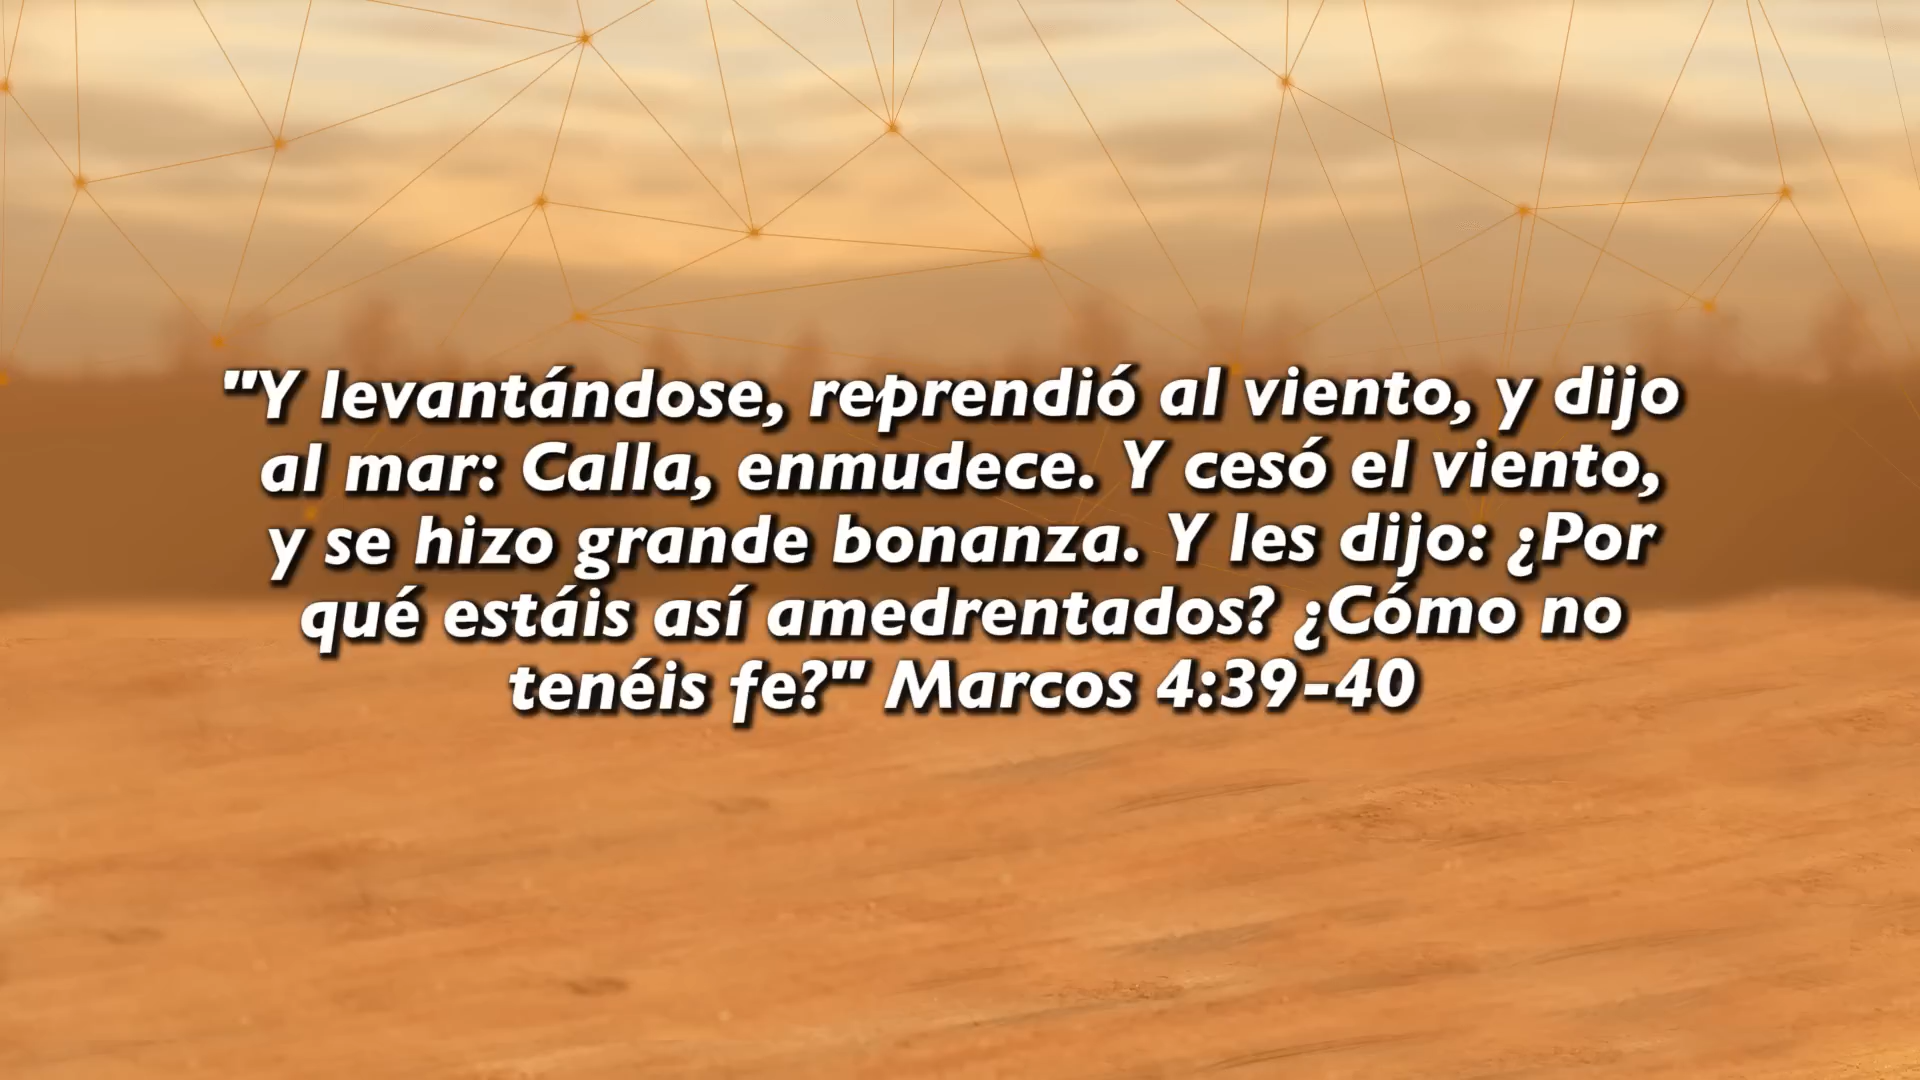 "Y levantándose, reprendió al viento, y dijo
al mar: Calla, enmudece. Y cesó el viento,
y se hizo grande bonanza. Y les dijo: ¿Por
qué estáis así amedrentados? ¿Cómo no
tenéis fe?" Marcos 4:39-40